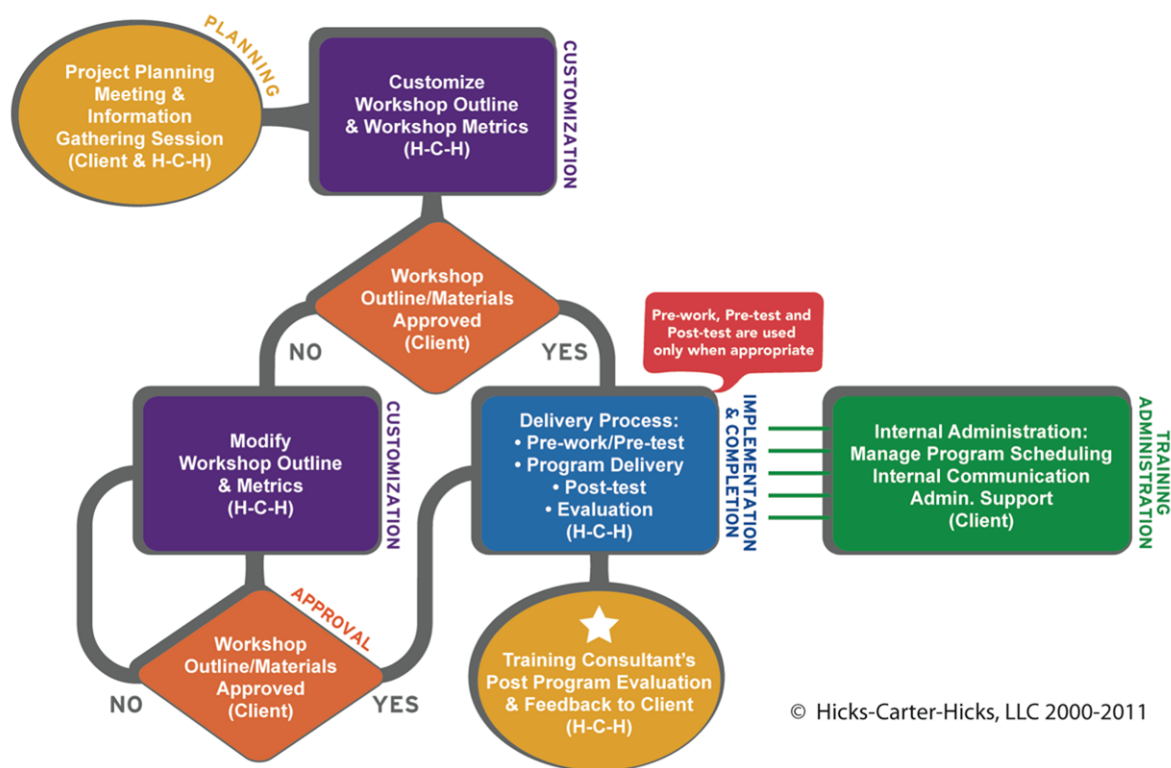 PLANNING
Project Planning
Meeting &
Information
Gathering Session
(Client & H-C-H)
Customize
Workshop Outline
& Workshop Metrics
(H-C-H)
CUSTOMIZATION
Workshop
Outline/Materials
Approved
(Client)
NO
YES
Pre-work, Pre-test and
Post-test are used
only when appropriate
Modify
Workshop Outline
& Metrics
(H-C-H)
CUSTOMIZATION
Delivery Process:
• Pre-work/Pre-test
• Program Delivery
• Post-test
• Evaluation
(H-C-H)
IMPLEMENTATION
& COMPLETION
Internal Administration:
Manage Program Scheduling
Internal Communication
Admin. Support
(Client)
TRAINING
ADMINISTRATION
APPROVAL
Workshop
Outline/Materials
Approved
(Client)
NO
YES
Training Consultant's
Post Program Evaluation
& Feedback to Client
(H-C-H)
© Hicks-Carter-Hicks, LLC 2000-2011